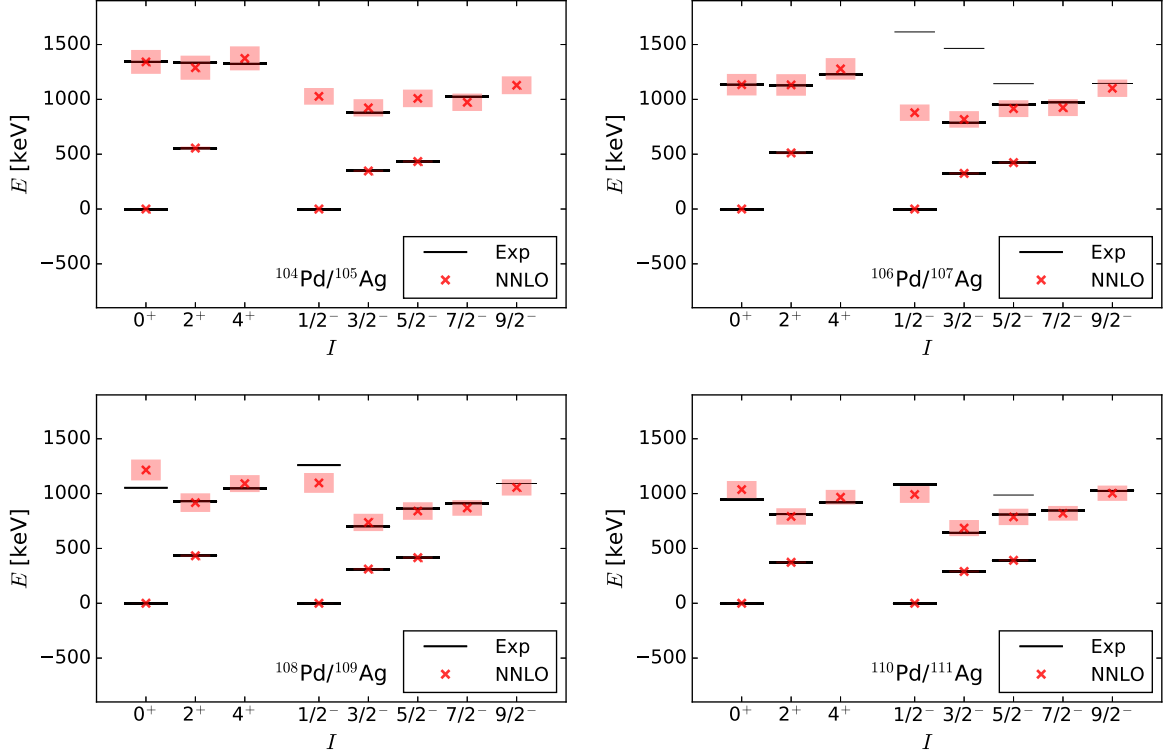 1500
1000
500
0
−500
E [keV]
Exp
NNLO
¹⁰⁴Pd/¹⁰⁵Ag
0⁺ 2⁺ 4⁺ 1/2⁻ 3/2⁻ 5/2⁻ 7/2⁻ 9/2⁻
I
1500
1000
500
0
−500
E [keV]
Exp
NNLO
¹⁰⁶Pd/¹⁰⁷Ag
0⁺ 2⁺ 4⁺ 1/2⁻ 3/2⁻ 5/2⁻ 7/2⁻ 9/2⁻
I
1500
1000
500
0
−500
E [keV]
Exp
NNLO
¹⁰⁸Pd/¹⁰⁹Ag
0⁺ 2⁺ 4⁺ 1/2⁻ 3/2⁻ 5/2⁻ 7/2⁻ 9/2⁻
I
1500
1000
500
0
−500
E [keV]
Exp
NNLO
¹¹⁰Pd/¹¹¹Ag
0⁺ 2⁺ 4⁺ 1/2⁻ 3/2⁻ 5/2⁻ 7/2⁻ 9/2⁻
I